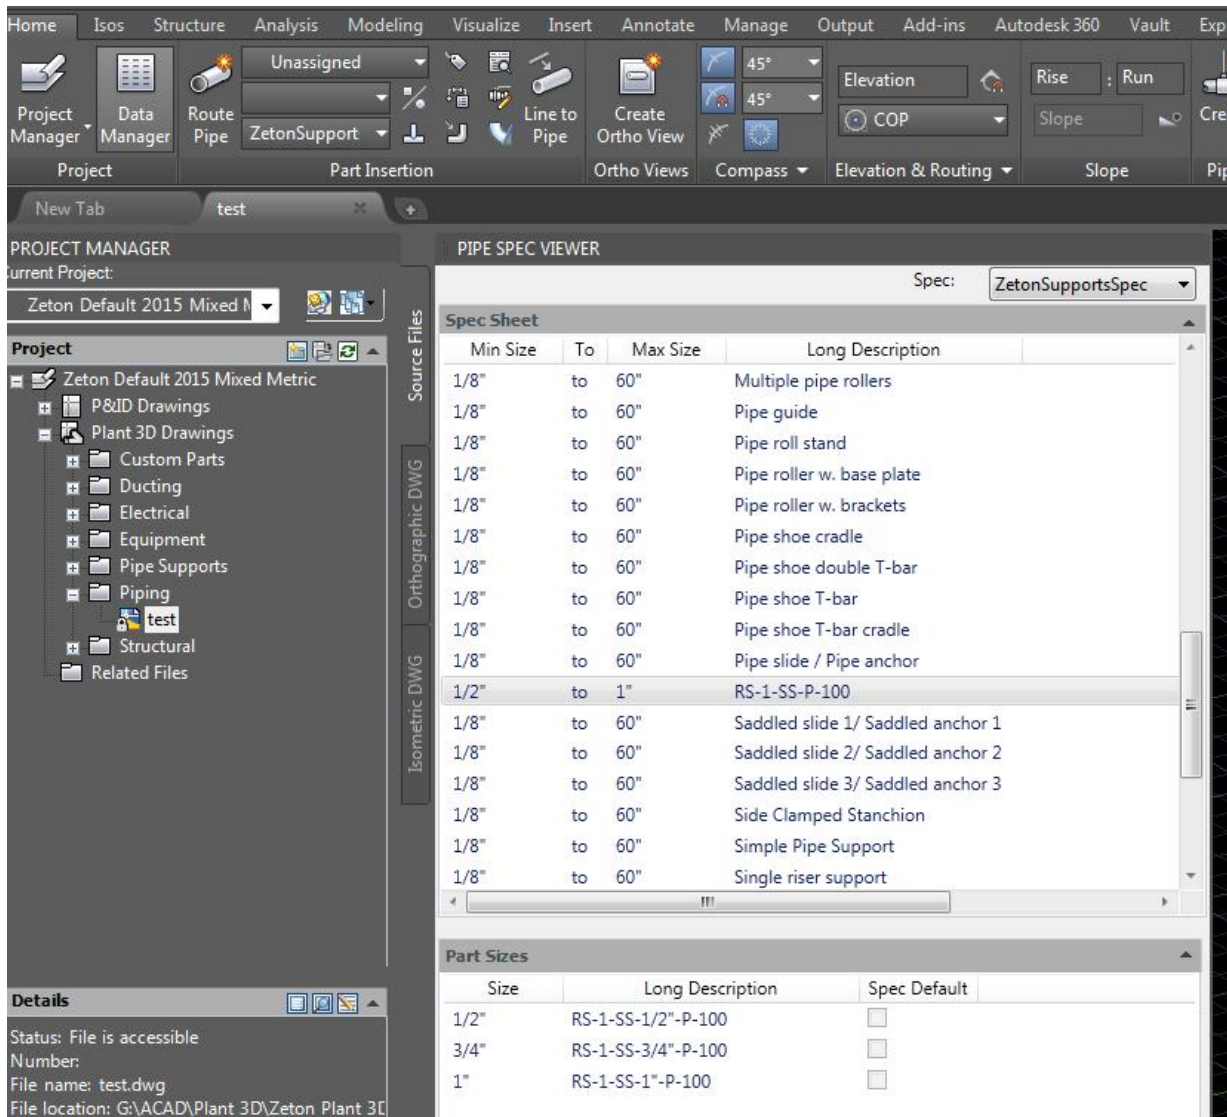 Home Isos Structure Analysis Modeling Visualize Insert Annotate Manage Output Add-ins Autodesk 360 Vault Exp
Unassigned
45°
Elevation
Rise : Run
Project Manager
Data Manager
Route Pipe
Line to Pipe
Create Ortho View
45°
COP
Slope
Cre
ZetonSupport
Project Part Insertion Ortho Views Compass Elevation & Routing Slope Pip
New Tab test
PROJECT MANAGER
Current Project:
Zeton Default 2015 Mixed M
Project
Zeton Default 2015 Mixed Metric
P&ID Drawings
Plant 3D Drawings
Custom Parts
Ducting
Electrical
Equipment
Pipe Supports
Piping
test
Structural
Related Files
Source Files
Orthographic DWG
Isometric DWG
Details
Status: File is accessible
Number:
File name: test.dwg
File location: G:\ACAD\Plant 3D\Zeton Plant 3D
PIPE SPEC VIEWER
Spec: ZetonSupportsSpec
Spec Sheet
Min Size To Max Size Long Description
1/8" to 60" Multiple pipe rollers
1/8" to 60" Pipe guide
1/8" to 60" Pipe roll stand
1/8" to 60" Pipe roller w. base plate
1/8" to 60" Pipe roller w. brackets
1/8" to 60" Pipe shoe cradle
1/8" to 60" Pipe shoe double T-bar
1/8" to 60" Pipe shoe T-bar
1/8" to 60" Pipe shoe T-bar cradle
1/8" to 60" Pipe slide / Pipe anchor
1/2" to 1" RS-1-SS-P-100
1/8" to 60" Saddled slide 1/ Saddled anchor 1
1/8" to 60" Saddled slide 2/ Saddled anchor 2
1/8" to 60" Saddled slide 3/ Saddled anchor 3
1/8" to 60" Side Clamped Stanchion
1/8" to 60" Simple Pipe Support
1/8" to 60" Single riser support
Part Sizes
Size Long Description Spec Default
1/2" RS-1-SS-1/2"-P-100
3/4" RS-1-SS-3/4"-P-100
1" RS-1-SS-1"-P-100